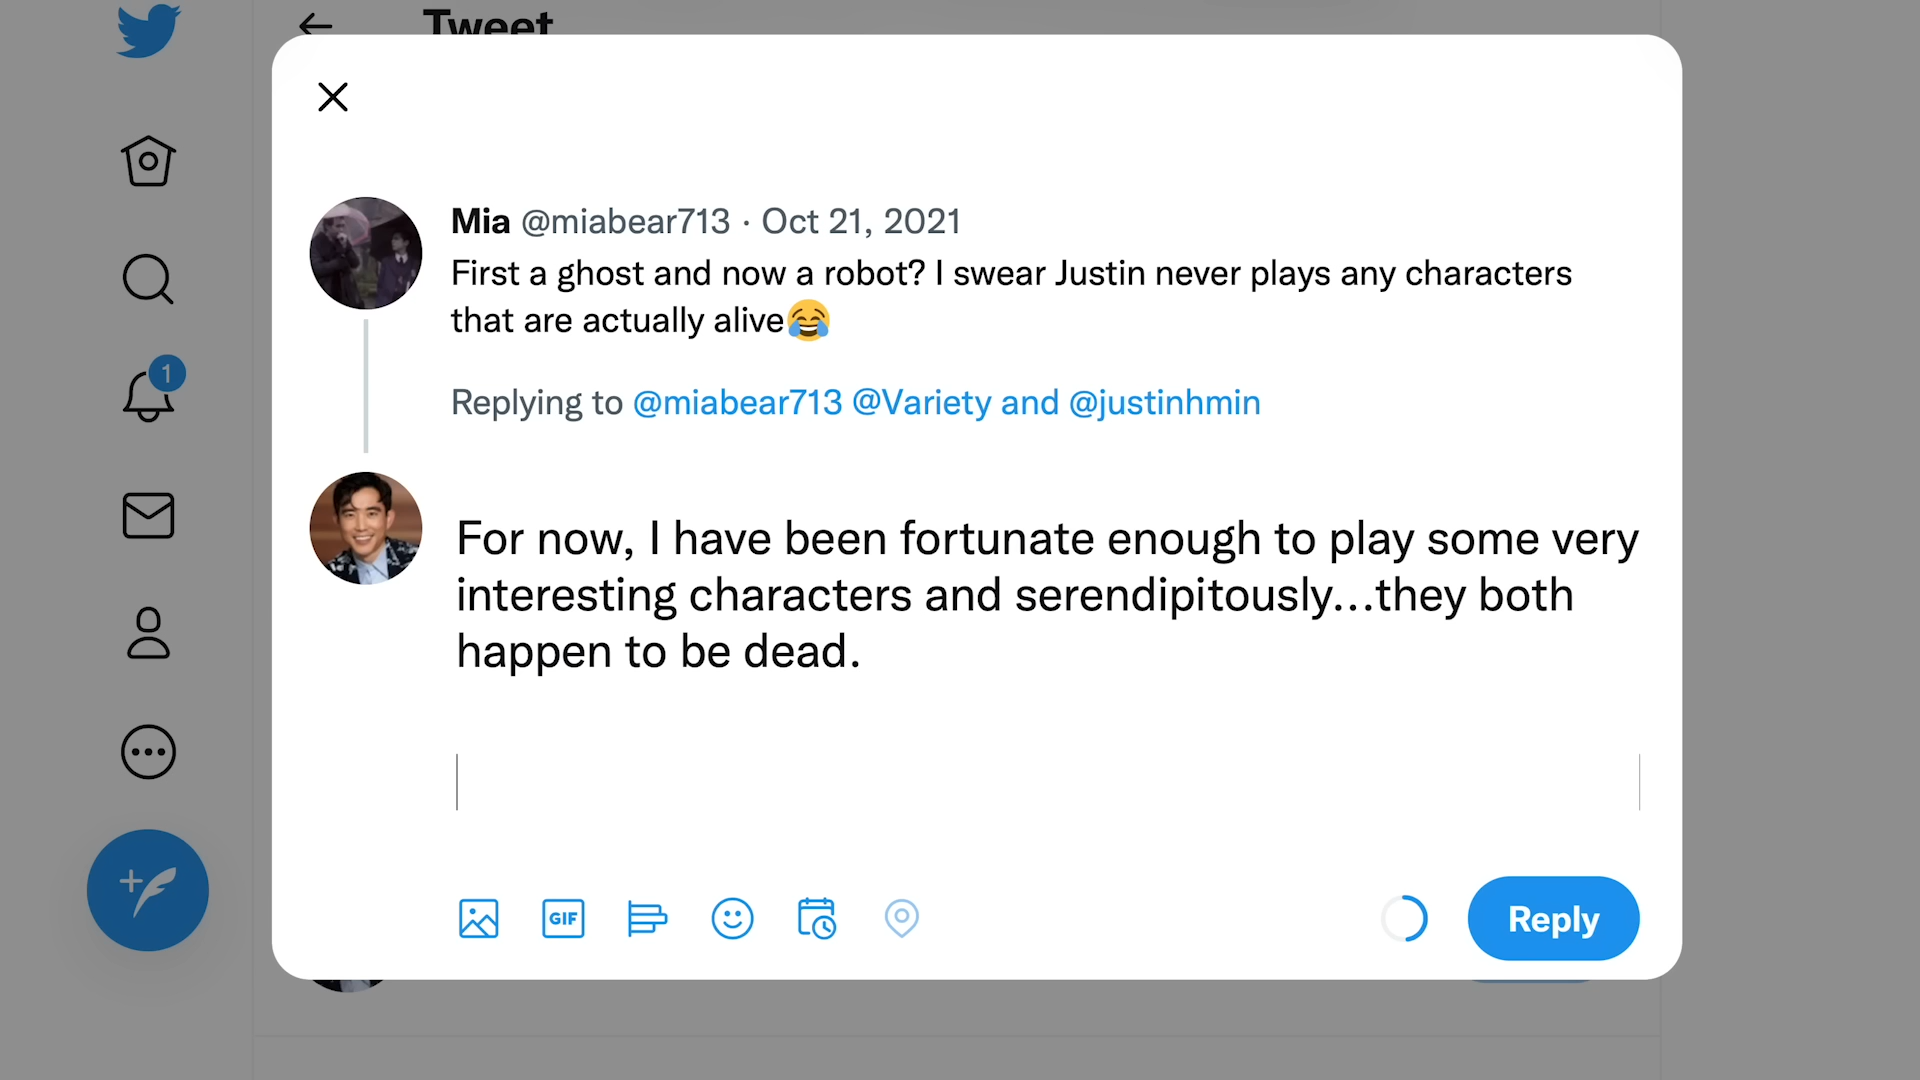 Tweet
Mia @miabear713 · Oct 21, 2021
First a ghost and now a robot? I swear Justin never plays any characters
that are actually alive😂
Replying to @miabear713 @Variety and @justinhmin
For now, I have been fortunate enough to play some very
interesting characters and serendipitously...they both
happen to be dead.
1
GIF
Reply